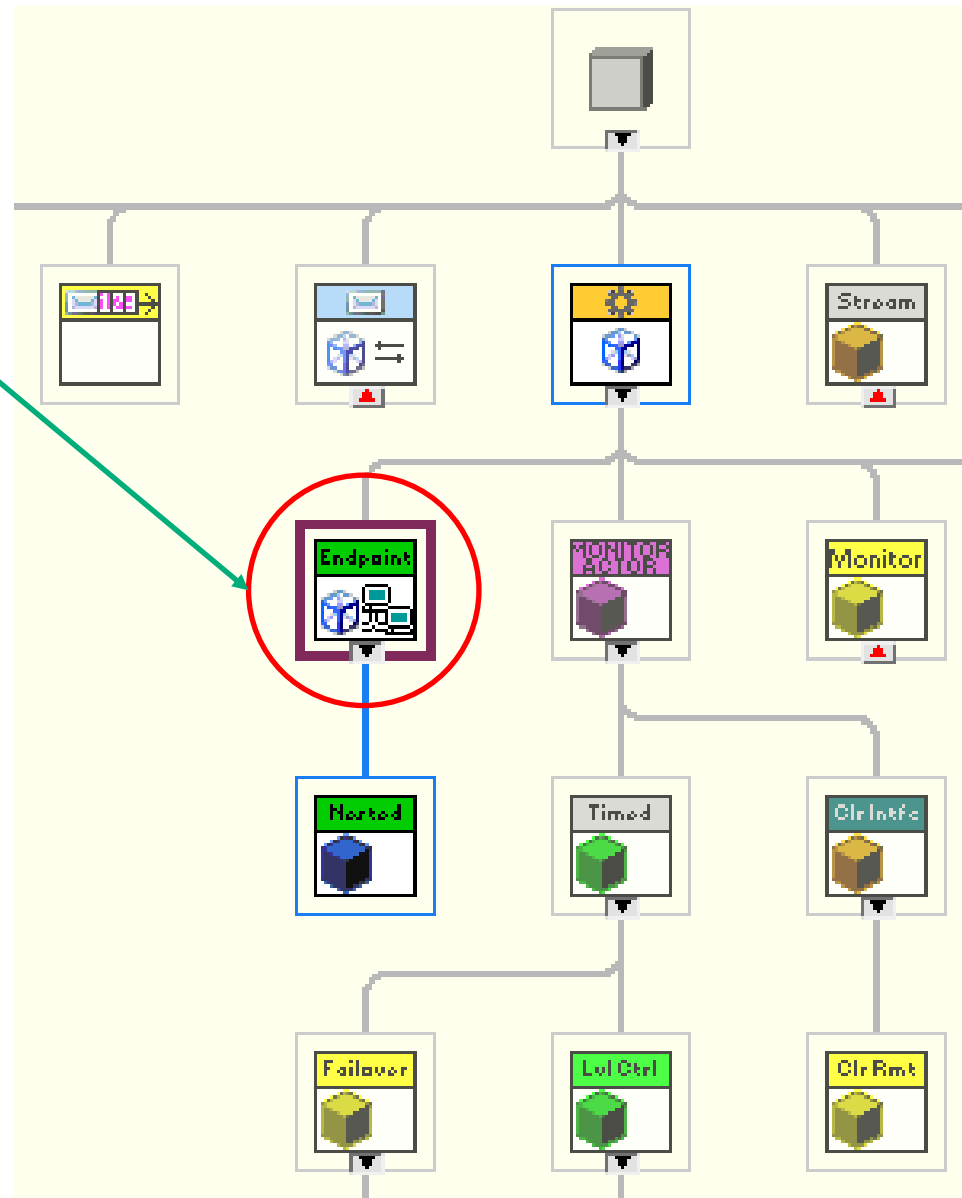 Stream
Endpoint
MONITOR
ACTOR
Monitor
Nested
Timed
Clr Intfc
Failover
Lvl Ctrl
Clr Rmt